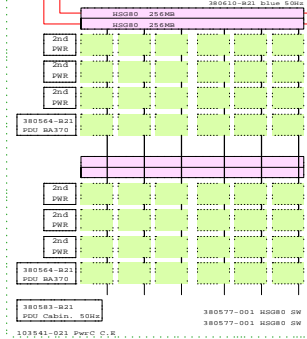 380610-B21 blue 50Hz
HSG80 256MB
HSG80 256MB
2nd
PWR
2nd
PWR
2nd
PWR
380564-B21
PDU BA370
2nd
PWR
2nd
PWR
2nd
PWR
380564-B21
PDU BA370
380583-B21
PDU Cabin. 50Hz
380577-001 HSG80 SW
380577-001 HSG80 SW
103541-021 PwrC C.E